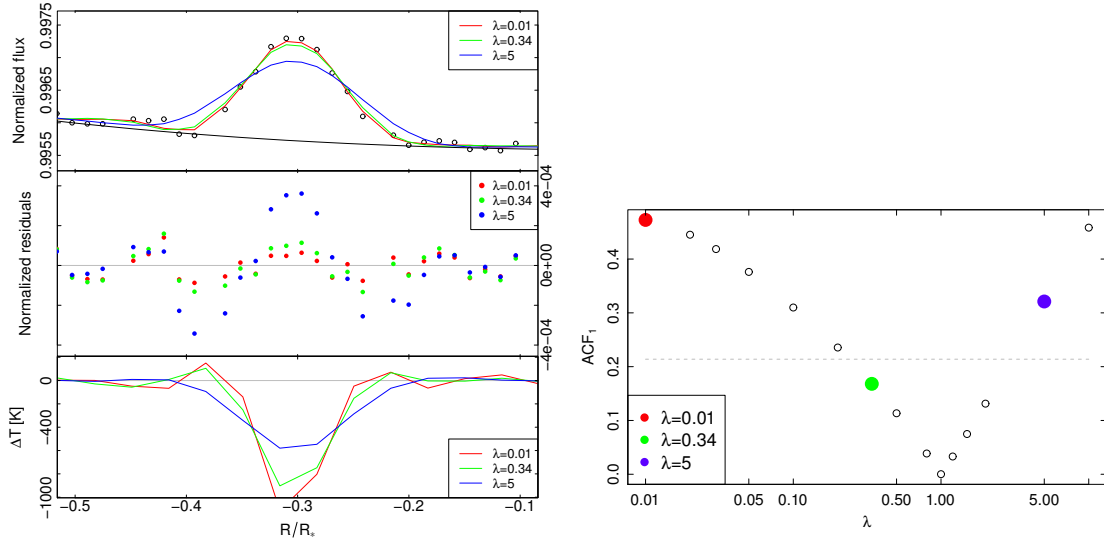 Normalized flux
0.9975
0.9965
0.9955
λ=0.01
λ=0.34
λ=5
Normalized residuals
4e−04
0e+00
−4e−04
λ=0.01
λ=0.34
λ=5
ΔT [K]
0
−4000
−1000
λ=0.01
λ=0.34
λ=5
−0.5 −0.4 −0.3 −0.2 −0.1
R/R*
ACF1
0.4
0.3
0.2
0.1
0.0
λ=0.01
λ=0.34
λ=5
0.01 0.05 0.10 0.50 1.00 5.00
λ